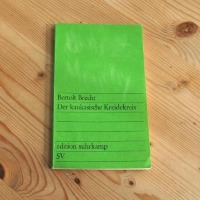 Bertolt Brecht
Der kaukasische Kreidekreis
edition suhrkamp
SV